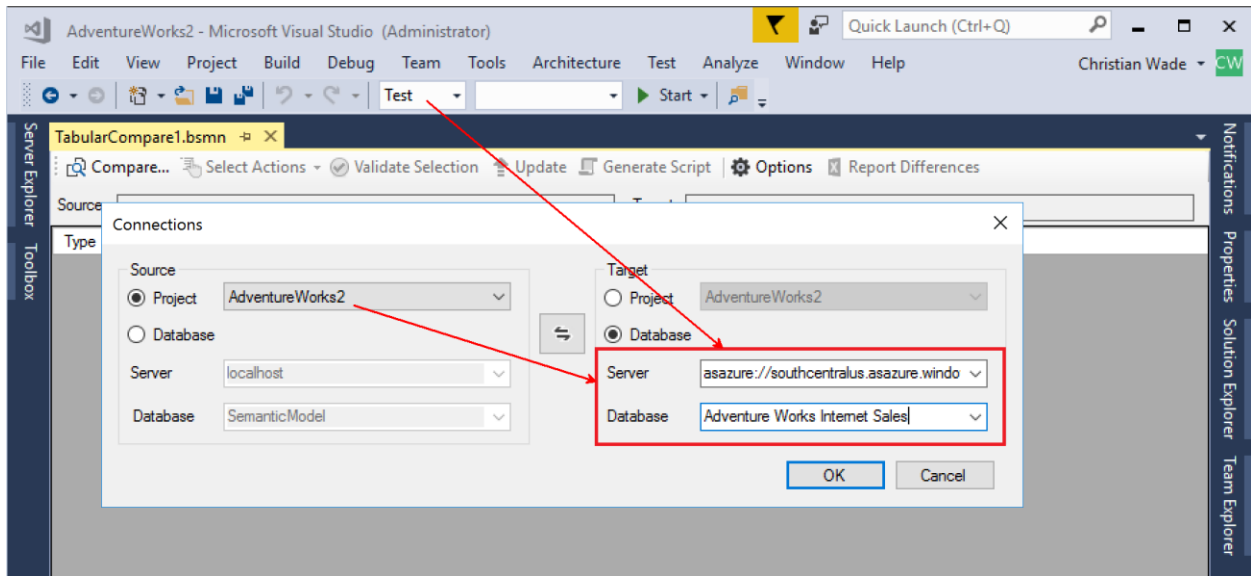 AdventureWorks2 - Microsoft Visual Studio (Administrator)
Quick Launch (Ctrl+Q)
File Edit View Project Build Debug Team Tools Architecture Test Analyze Window Help
Christian Wade CW
Test
Start
Server Explorer
Toolbox
TabularCompare1.bsmn
Compare... Select Actions Validate Selection Update Generate Script Options Report Differences
Source
Type
Connections
Source
Project AdventureWorks2
Database
Server localhost
Database SemanticModel
Target
Project AdventureWorks2
Database
Server asazure://southcentralus.asazure.windo
Database Adventure Works Internet Sales
OK Cancel
Notifications
Properties
Solution Explorer
Team Explorer